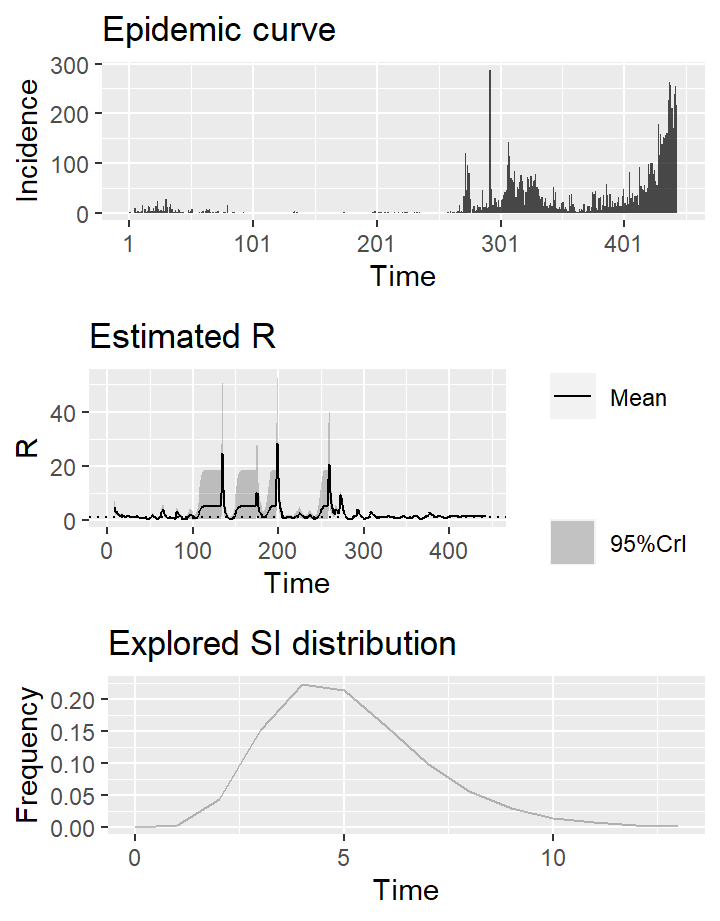 Epidemic curve
Incidence
300
200
100
0
1
101
201
301
401
Time
Estimated R
R
40
20
0
0
100
200
300
400
Time
Mean
95%CrI
Explored SI distribution
Frequency
0.20
0.15
0.10
0.05
0.00
0
5
10
Time